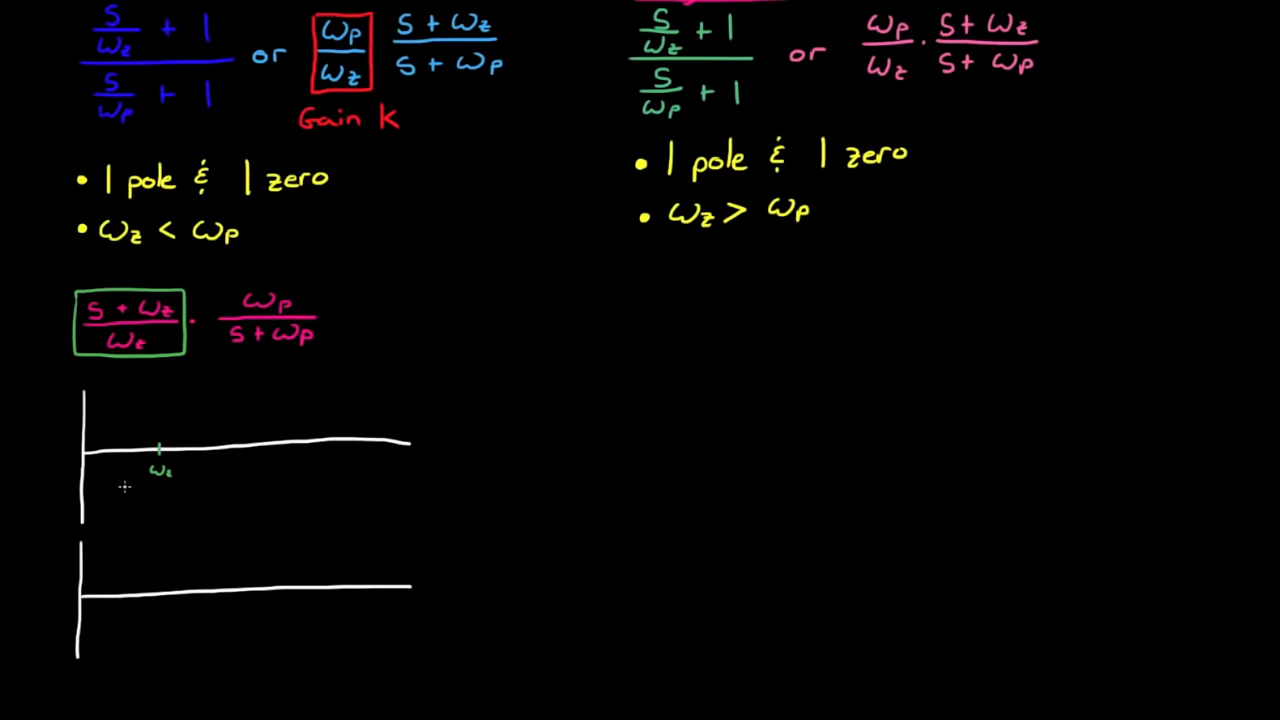 s/ωz + 1 / s/ωp + 1 or ωp/ωz s + ωz / s + ωp
Gain K
• 1 pole & 1 zero
• ωz < ωp
s + ωz / ωz · ωp / s + ωp
ωz
s/ωz + 1 / s/ωp + 1 or ωp/ωz · s + ωz / s + ωp
• 1 pole & 1 zero
• ωz > ωp